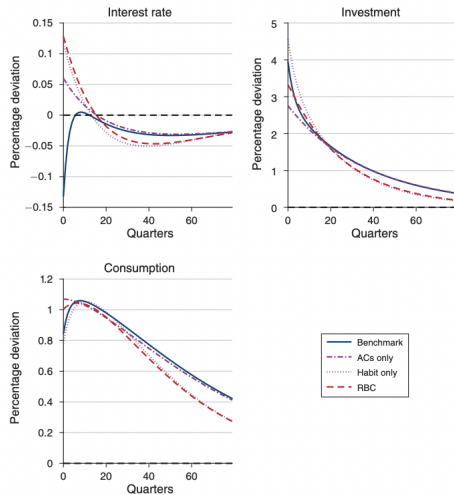 Interest rate
Percentage deviation
0.15
0.10
0.05
0
−0.05
−0.10
−0.15
0 20 40 60
Quarters
Investment
Percentage deviation
5
4
3
2
1
0
0 20 40 60
Quarters
Consumption
Percentage deviation
1.2
1
0.8
0.6
0.4
0.2
0
0 20 40 60
Quarters
Benchmark
ACs only
Habit only
RBC